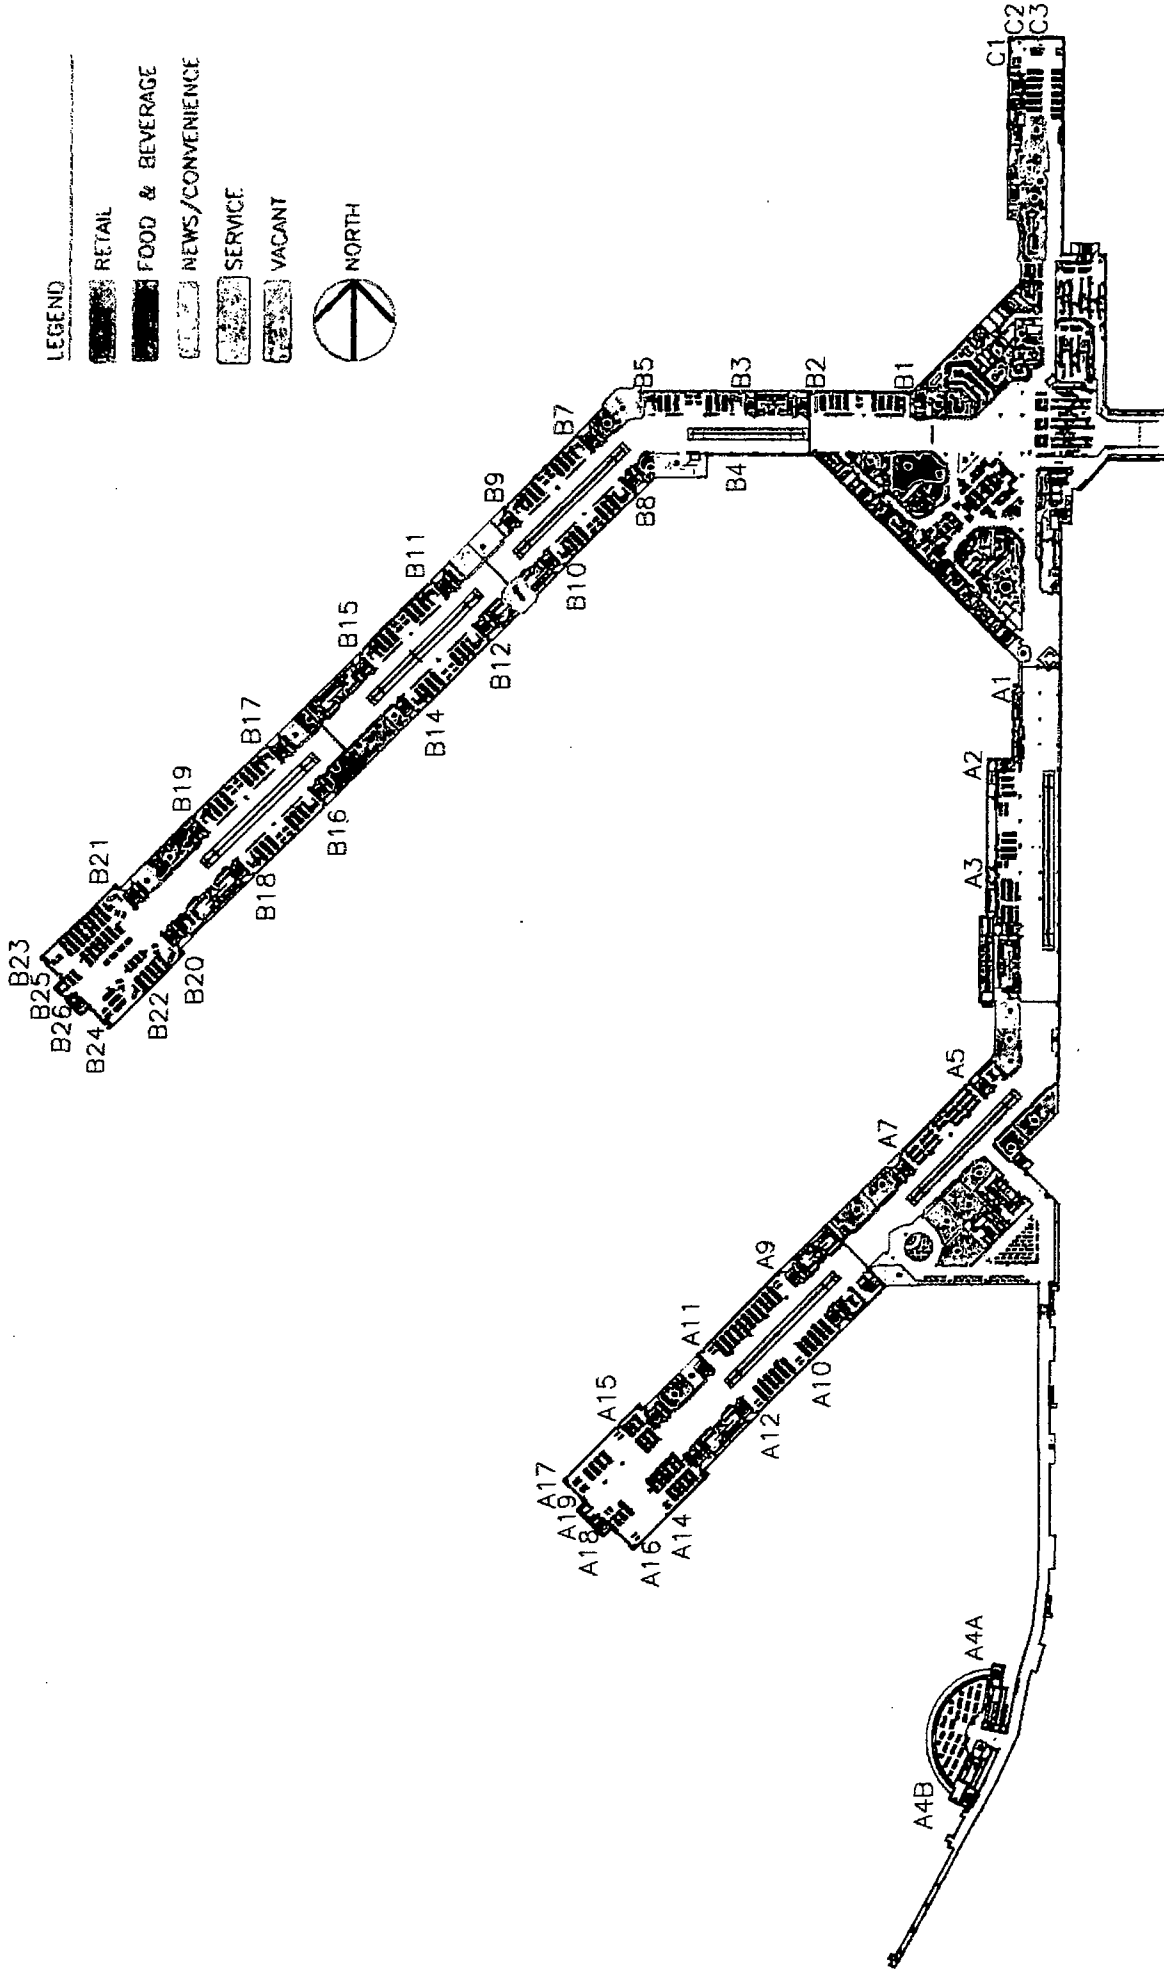 LEGEND
RETAIL
FOOD & BEVERAGE
NEWS/CONVENIENCE
SERVICE
VACANT
NORTH
C1
C2
C3
B1
B2
B3
B4
B5
B7
B8
B9
B10
B11
B12
B15
B14
B17
B16
B19
B18
B21
B20
B23
B25
B26
B24
B22
A1
A2
A3
A5
A7
A9
A10
A11
A12
A15
A14
A17
A19
A18
A16
A4A
A4B